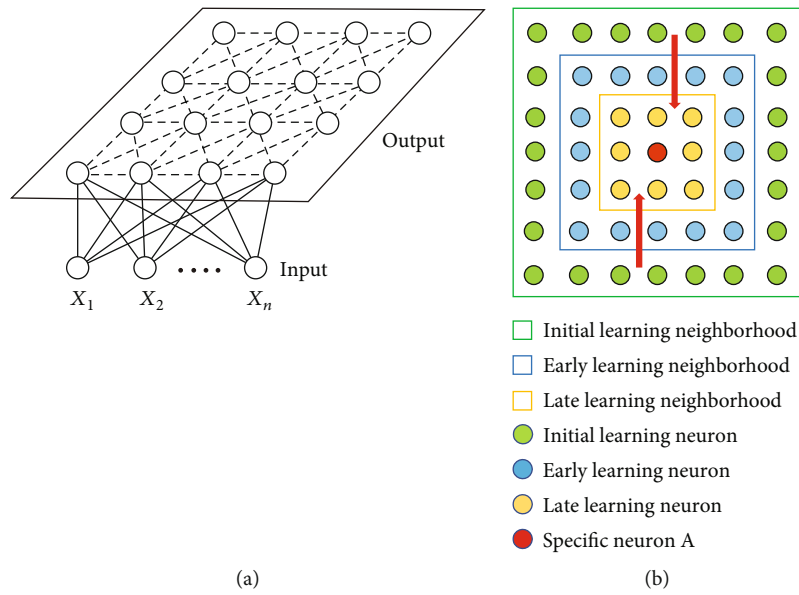 Output
Input
X1
X2
Xn
(a)
Initial learning neighborhood
Early learning neighborhood
Late learning neighborhood
Initial learning neuron
Early learning neuron
Late learning neuron
Specific neuron A
(b)